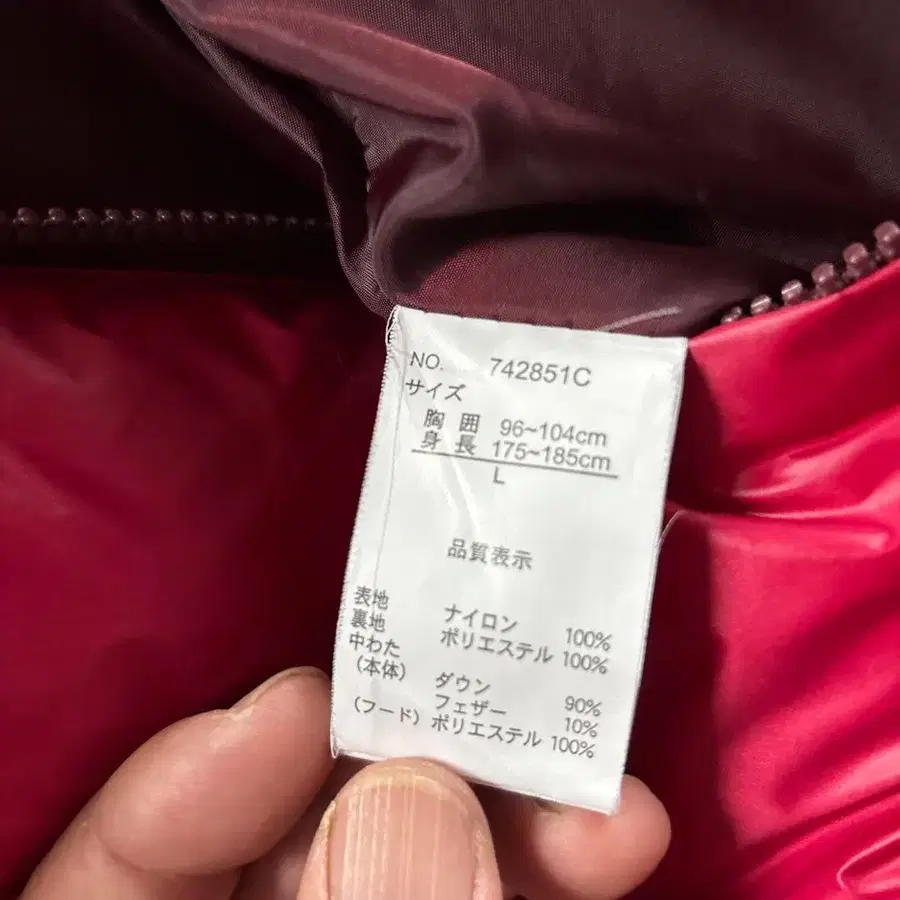 NO. 742851C
サイズ
胸囲 96~104cm
身長 175~185cm
L
品質表示
表地 ナイロン 100%
裏地 ポリエステル 100%
中わた
(本体) ダウン 90%
フェザー 10%
(フード) ポリエステル 100%